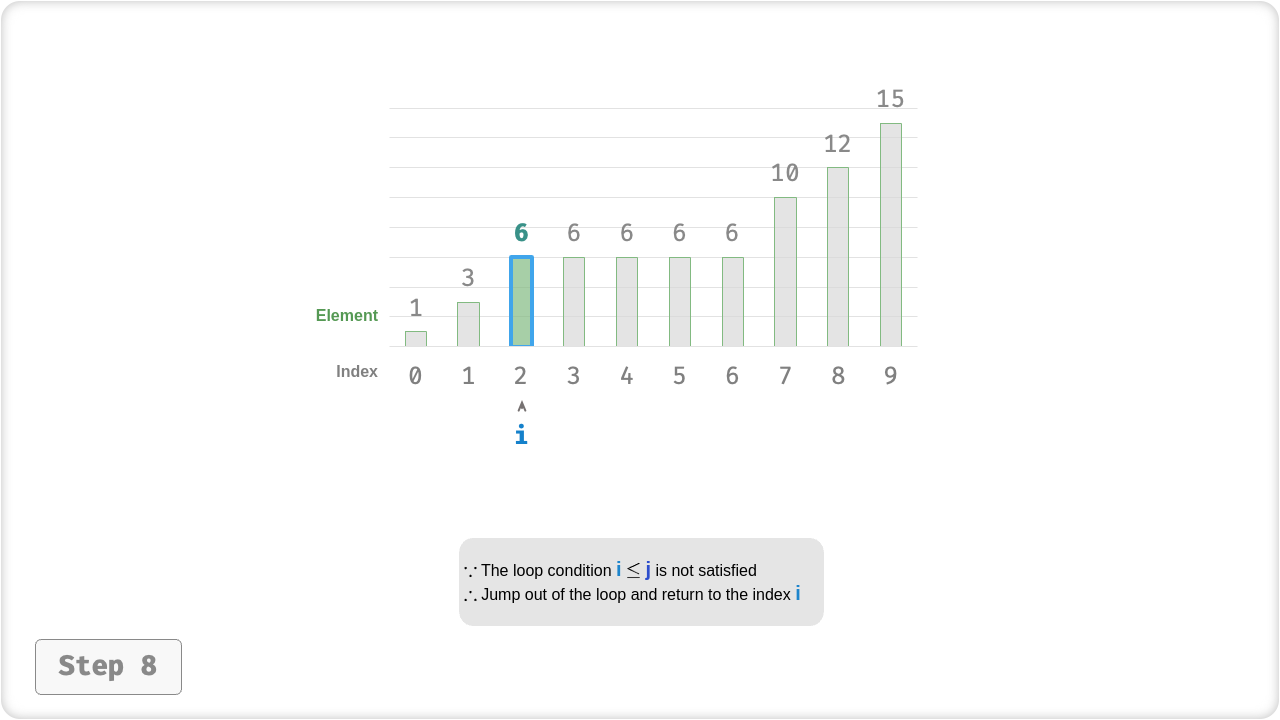 15
12
10
6 6 6 6 6
3
1
Element
Index 0 1 2 3 4 5 6 7 8 9
i
∵ The loop condition i ≤ j is not satisfied
∴ Jump out of the loop and return to the index i
Step 8